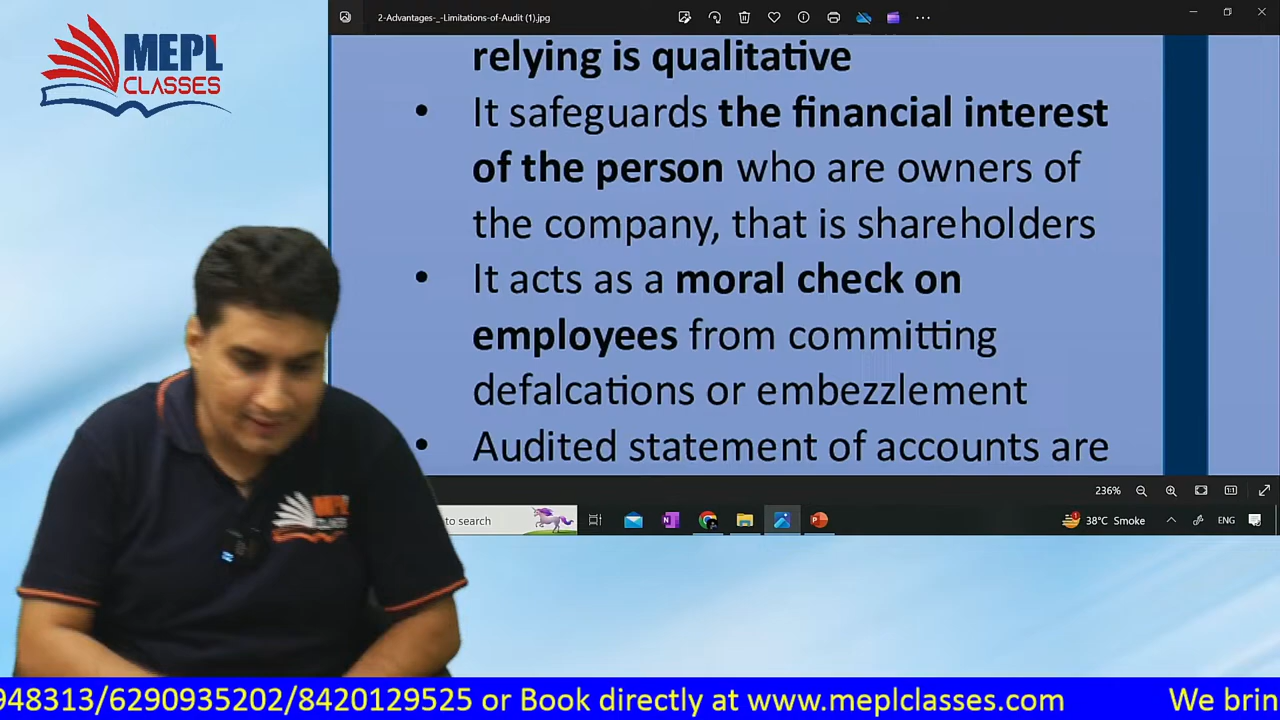 MEPL
CLASSES
2-Advantages-_-Limitations-of-Audit (1).jpg
relying is qualitative
• It safeguards the financial interest
of the person who are owners of
the company, that is shareholders
• It acts as a moral check on
employees from committing
defalcations or embezzlement
• Audited statement of accounts are
236%
to search
38°C Smoke
ENG
MEPL
948313/6290935202/8420129525 or Book directly at www.meplclasses.com We brin